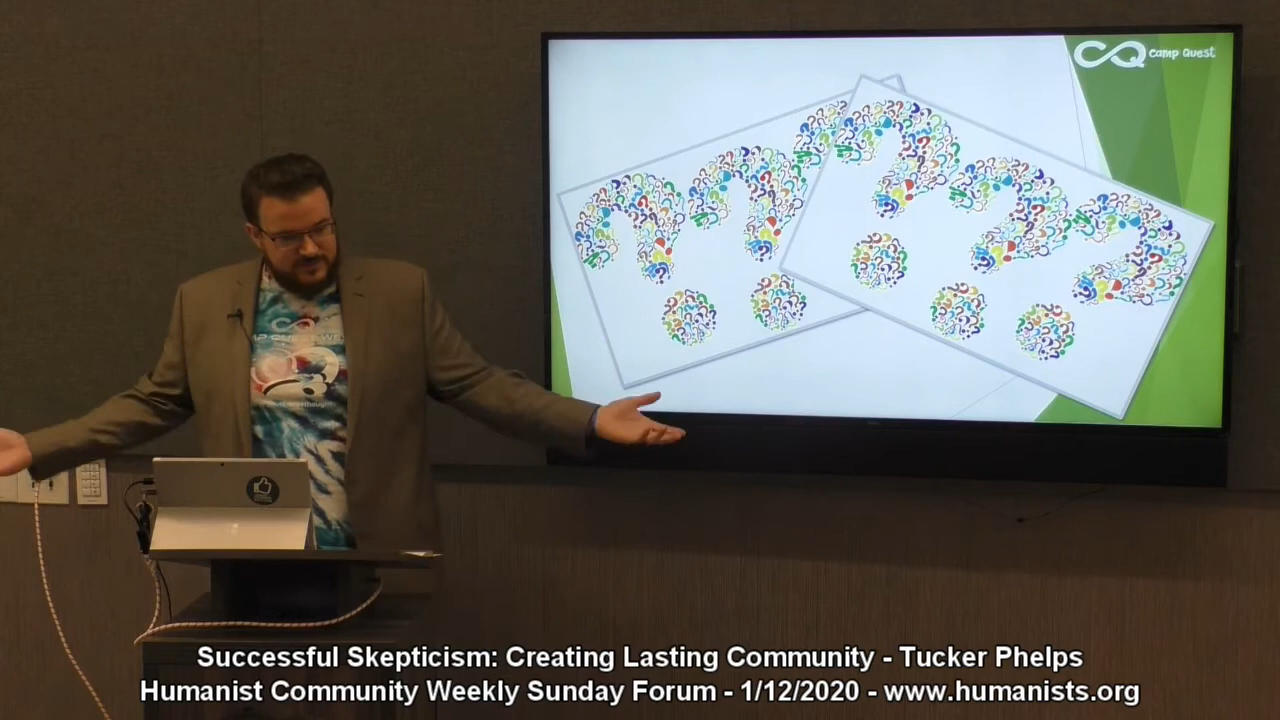 CQ camp Quest
Successful Skepticism: Creating Lasting Community - Tucker Phelps
Humanist Community Weekly Sunday Forum - 1/12/2020 - www.humanists.org